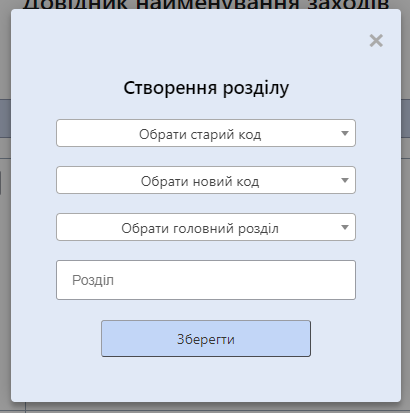 Довідник найменування заходів
×
Створення розділу
Обрати старий код
Обрати новий код
Обрати головний розділ
Розділ
Зберегти